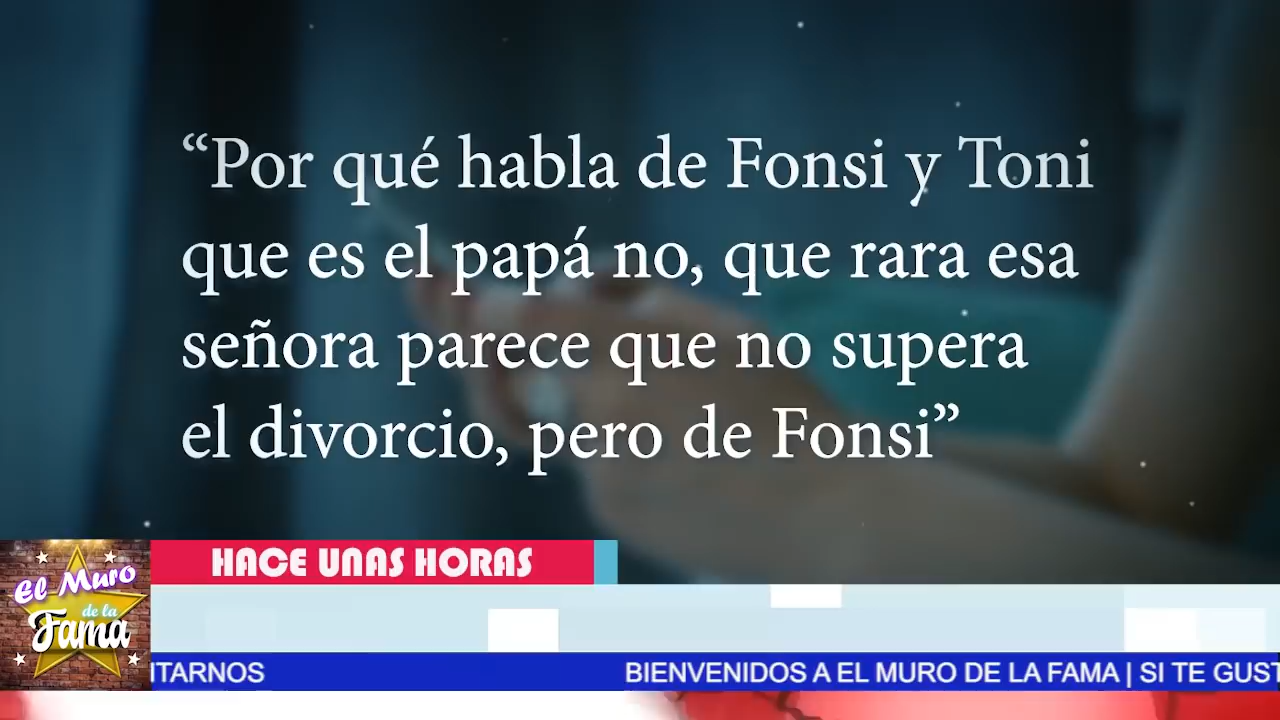 “Por qué habla de Fonsi y Toni
que es el papá no, que rara esa
señora parece que no supera
el divorcio, pero de Fonsi”
HACE UNAS HORAS
El Muro
de la
Fama
ITARNOS BIENVENIDOS A EL MURO DE LA FAMA | SI TE GUST